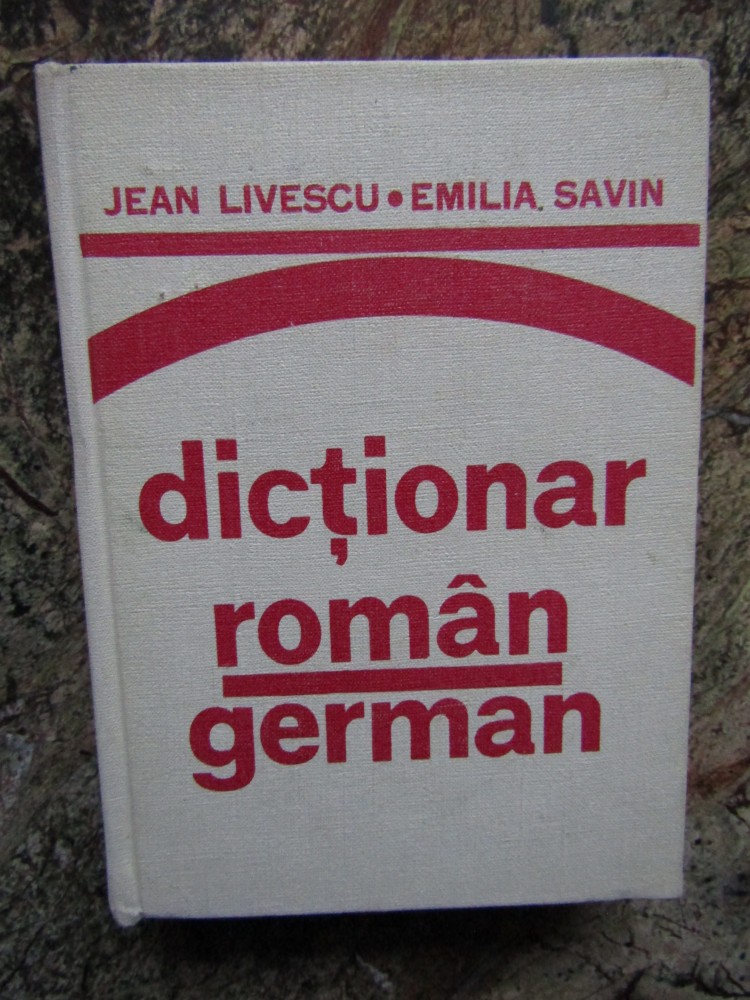 JEAN LIVESCU • EMILIA SAVIN
dicționar
român
german